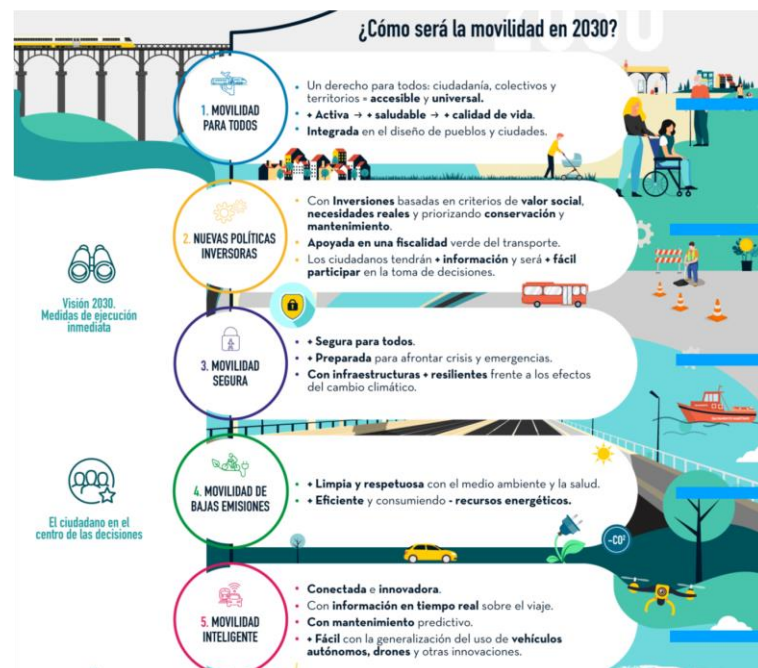 ¿Cómo será la movilidad en 2030?
2030
1. MOVILIDAD
PARA TODOS
• Un derecho para todos: ciudadanía, colectivos y
territorios = accesible y universal.
• + Activa → + saludable → + calidad de vida.
• Integrada en el diseño de pueblos y ciudades.
2. NUEVAS POLÍTICAS
INVERSORAS
• Con Inversiones basadas en criterios de valor social,
necesidades reales y priorizando conservación y
mantenimiento.
• Apoyada en una fiscalidad verde del transporte.
• Los ciudadanos tendrán + información y será + fácil
participar en la toma de decisiones.
Visión 2030.
Medidas de ejecución
inmediata
3. MOVILIDAD
SEGURA
• + Segura para todos.
• + Preparada para afrontar crisis y emergencias.
• Con infraestructuras + resilientes frente a los efectos
del cambio climático.
4. MOVILIDAD DE
BAJAS EMISIONES
• + Limpia y respetuosa con el medio ambiente y la salud.
• + Eficiente y consumiendo - recursos energéticos.
-CO²
El ciudadano en el
centro de las decisiones
5. MOVILIDAD
INTELIGENTE
• Conectada e innovadora.
• Con información en tiempo real sobre el viaje.
• Con mantenimiento predictivo.
• + Fácil con la generalización del uso de vehículos
autónomos, drones y otras innovaciones.